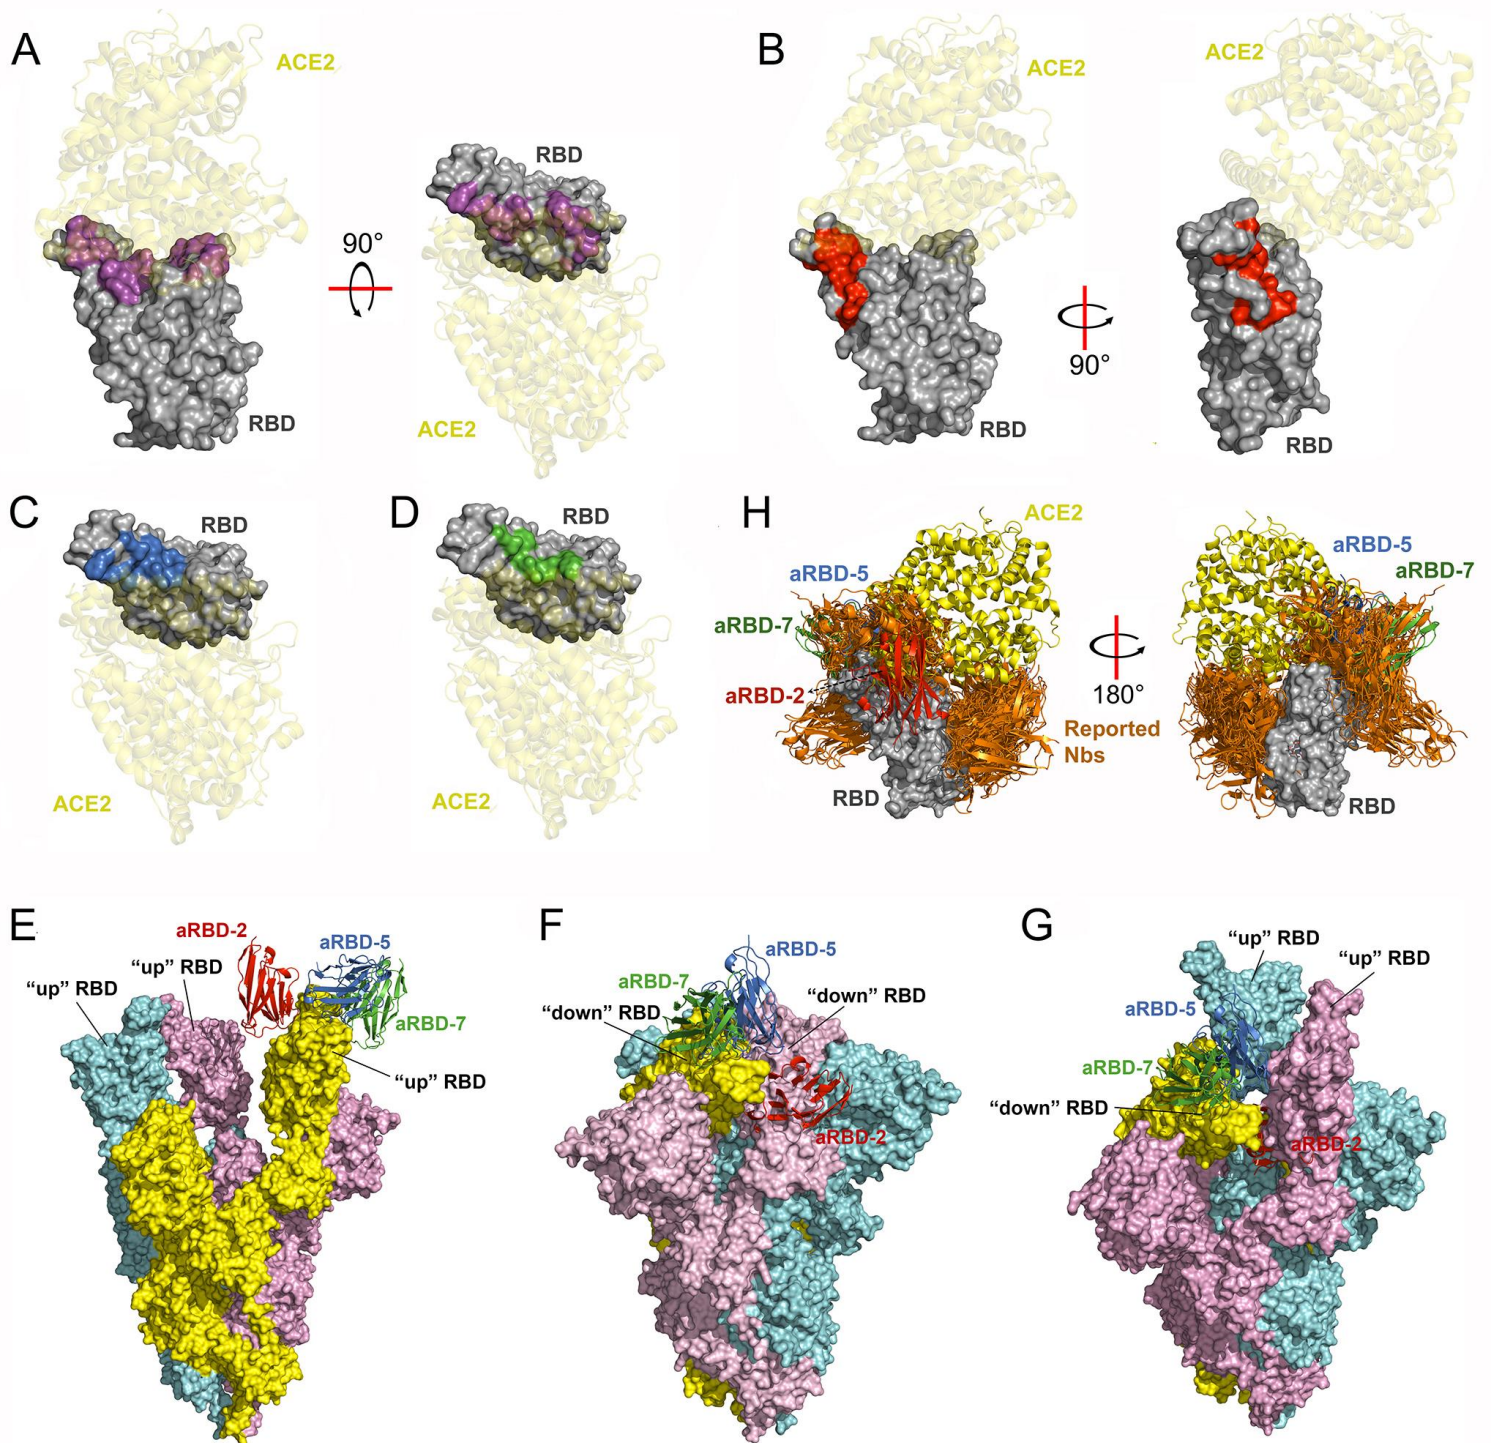 A
ACE2
RBD
90°
RBD
ACE2
B
ACE2
ACE2
90°
RBD
RBD
C
RBD
ACE2
D
RBD
ACE2
H
ACE2
aRBD-5
aRBD-7
aRBD-2
180°
Reported
Nbs
RBD
aRBD-5
aRBD-7
RBD
E
aRBD-2
aRBD-5
“up” RBD
“up” RBD
aRBD-7
“up” RBD
F
aRBD-5
aRBD-7
“down” RBD
“down” RBD
aRBD-2
G
“up” RBD
“up” RBD
aRBD-5
aRBD-7
“down” RBD
aRBD-2